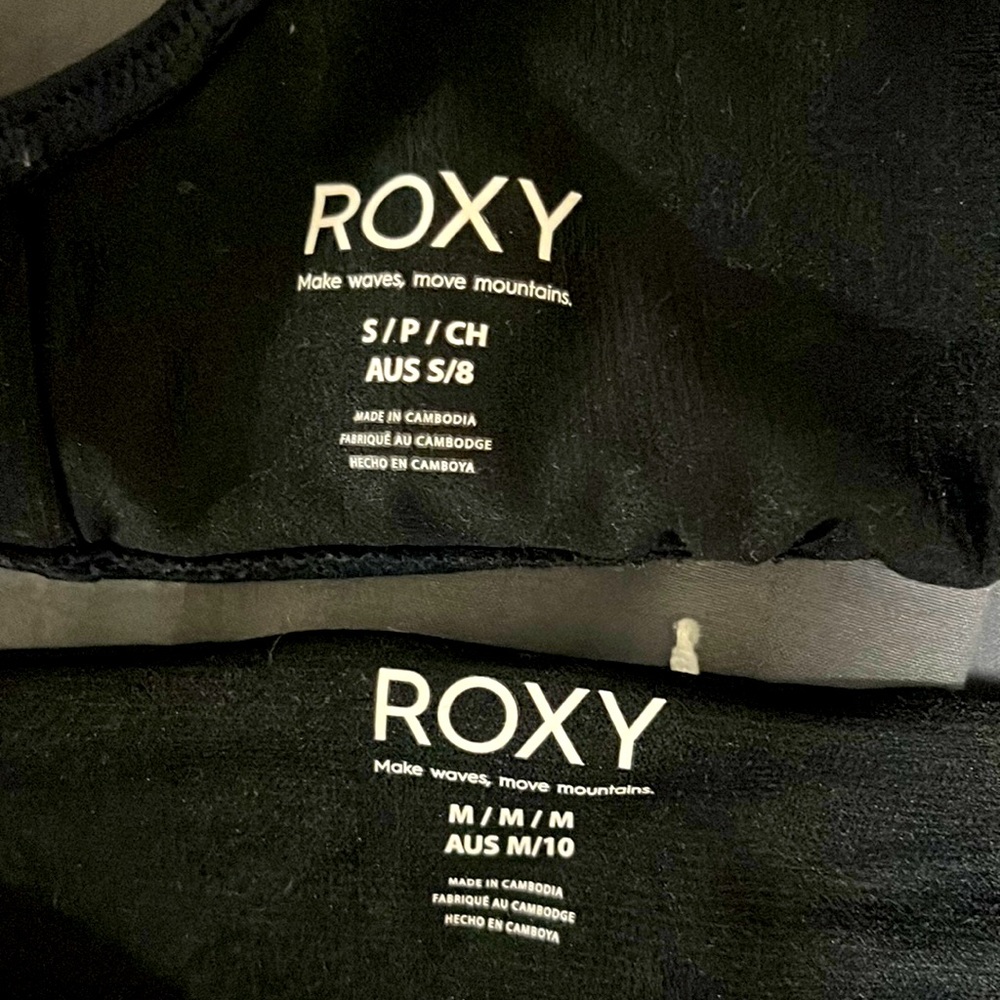 ROXY
Make waves, move mountains.
S / P / CH
AUS S/8
MADE IN CAMBODIA
FABRIQUÉ AU CAMBODGE
HECHO EN CAMBOYA
ROXY
Make waves, move mountains.
M / M / M
AUS M/10
MADE IN CAMBODIA
FABRIQUÉ AU CAMBODGE
HECHO EN CAMBOYA